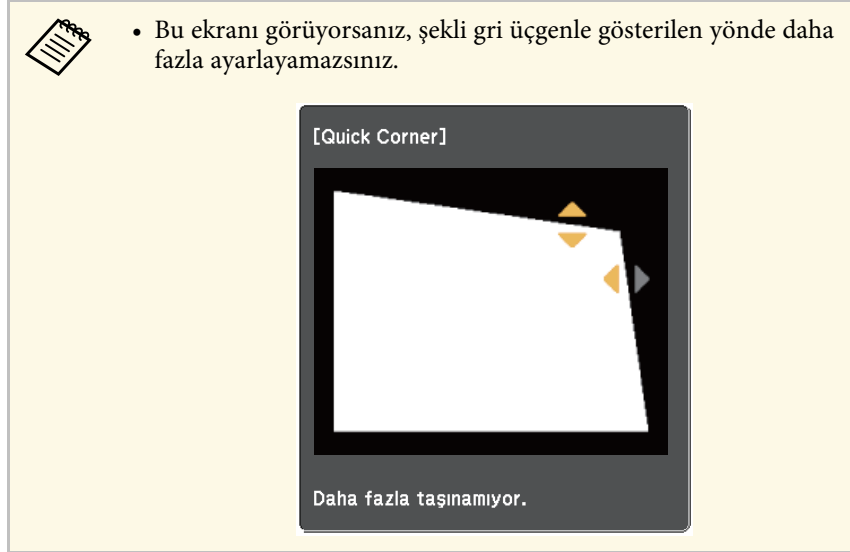 • Bu ekranı görüyorsanız, şekli gri üçgenle gösterilen yönde daha
fazla ayarlayamazsınız.
[Quick Corner]
Daha fazla taşınamıyor.